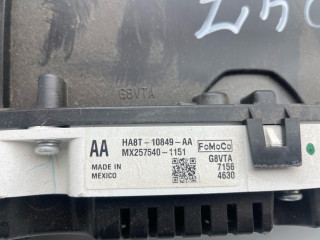 G8VTA
AA HA8T-10849-AA FoMoCo
MX257540-1151
MADE IN MEXICO
G8VTA
7156
4630